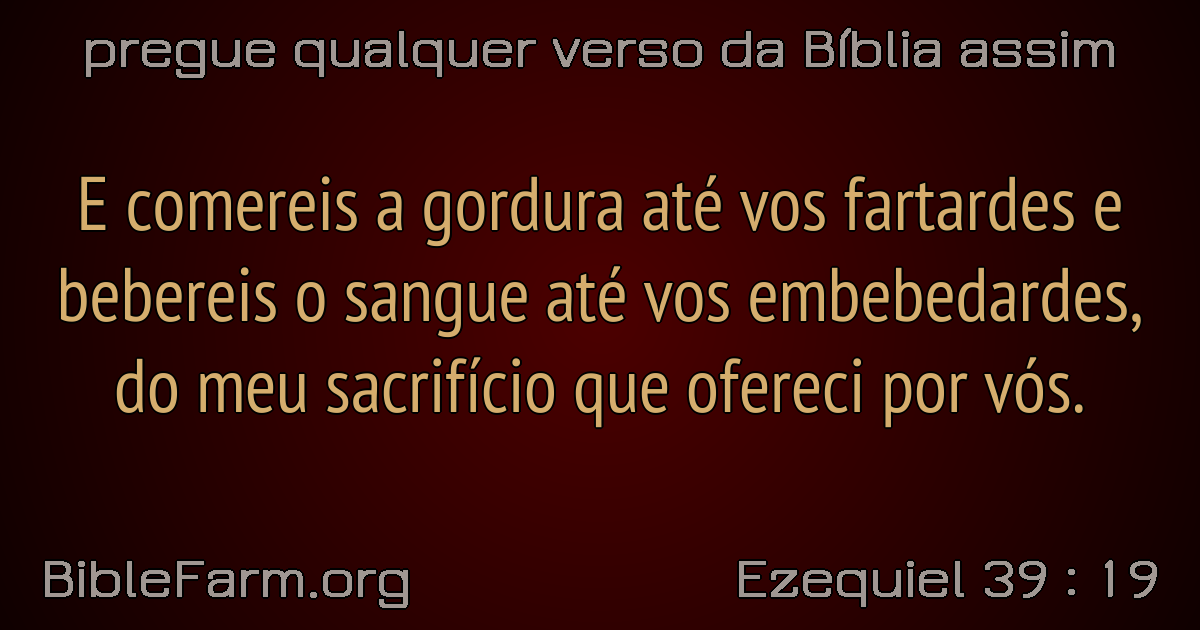 pregue qualquer verso da Bíblia assim
E comereis a gordura até vos fartardes e
bebereis o sangue até vos embebedardes,
do meu sacrifício que ofereci por vós.
BibleFarm.org
Ezequiel 39 : 19